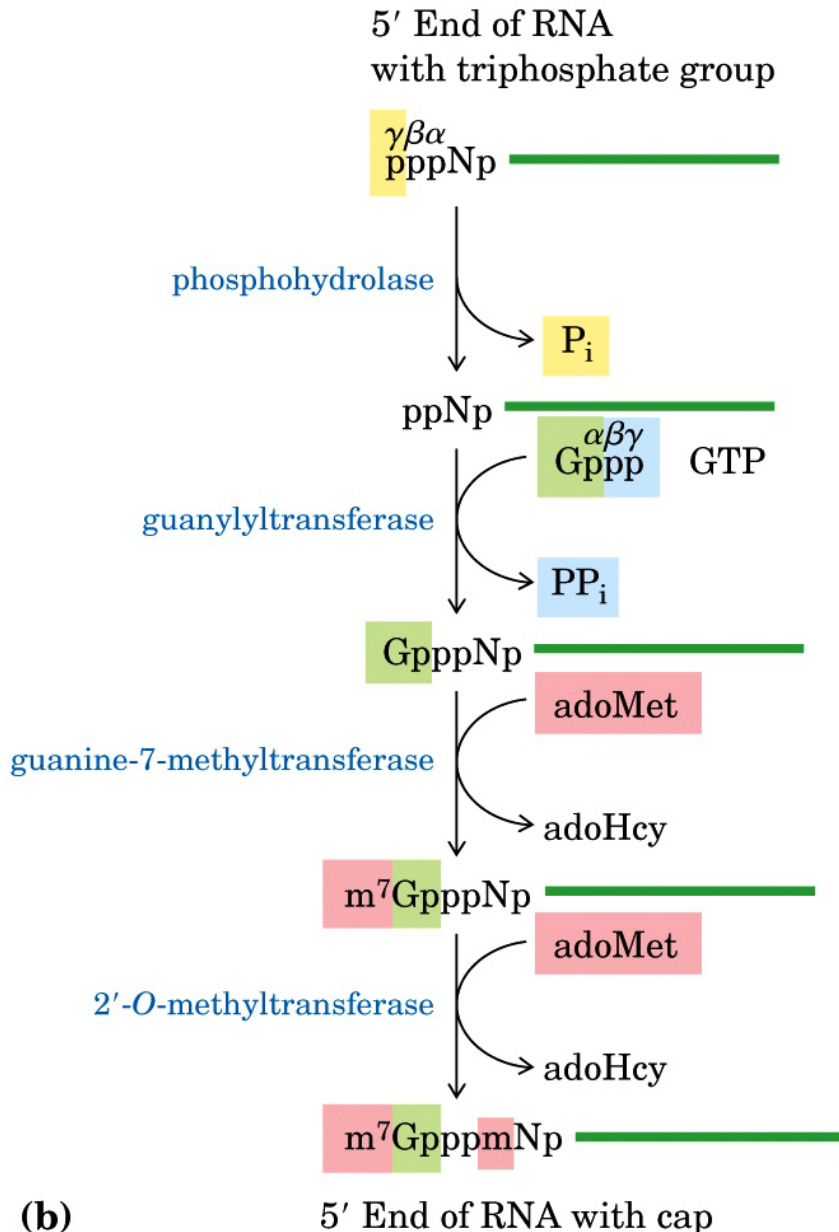 5′ End of RNA
with triphosphate group
γβα
pppNp
phosphohydrolase
Pᵢ
ppNp
αβγ
Gppp GTP
guanylyltransferase
PPᵢ
GpppNp
adoMet
guanine-7-methyltransferase
adoHcy
m⁷GpppNp
adoMet
2′-O-methyltransferase
adoHcy
m⁷GpppmNp
(b) 5′ End of RNA with cap